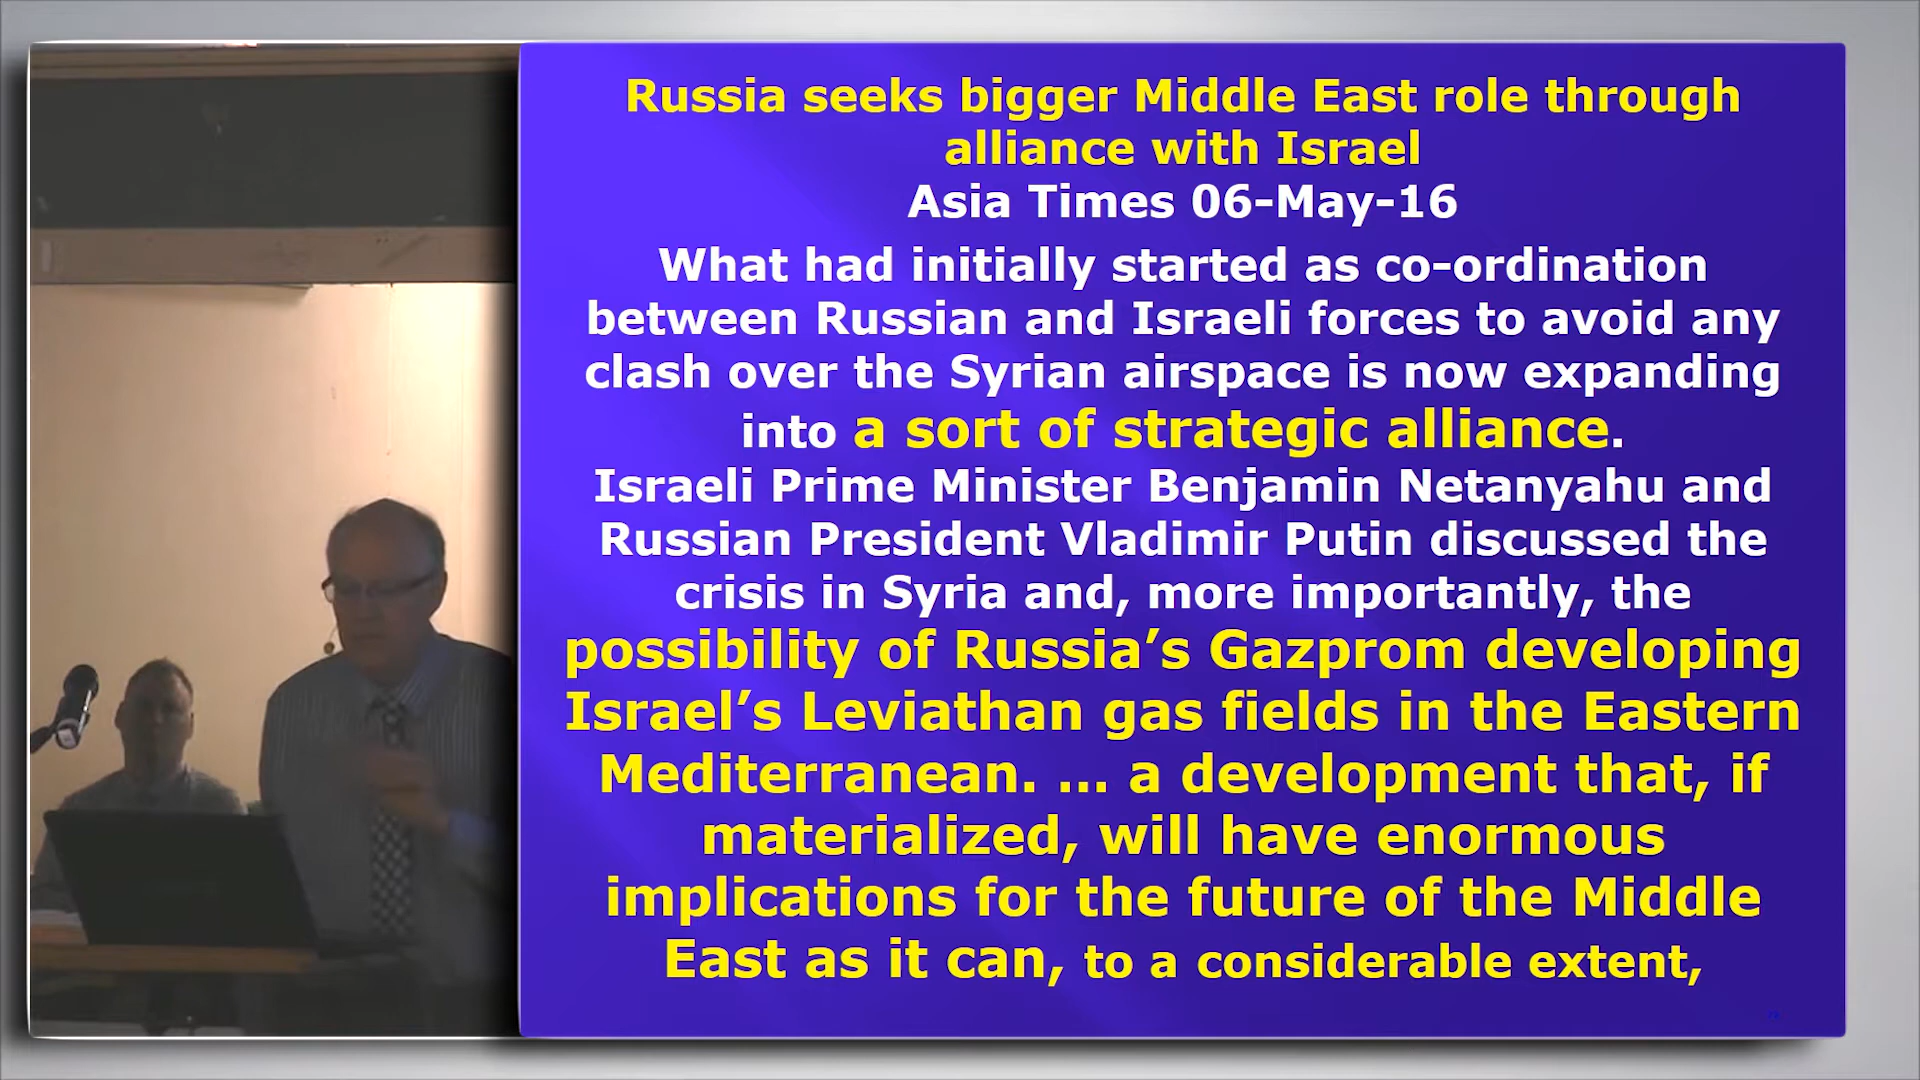 Russia seeks bigger Middle East role through
alliance with Israel
Asia Times 06-May-16
What had initially started as co-ordination
between Russian and Israeli forces to avoid any
clash over the Syrian airspace is now expanding
into a sort of strategic alliance.
Israeli Prime Minister Benjamin Netanyahu and
Russian President Vladimir Putin discussed the
crisis in Syria and, more importantly, the
possibility of Russia’s Gazprom developing
Israel’s Leviathan gas fields in the Eastern
Mediterranean. ... a development that, if
materialized, will have enormous
implications for the future of the Middle
East as it can, to a considerable extent,